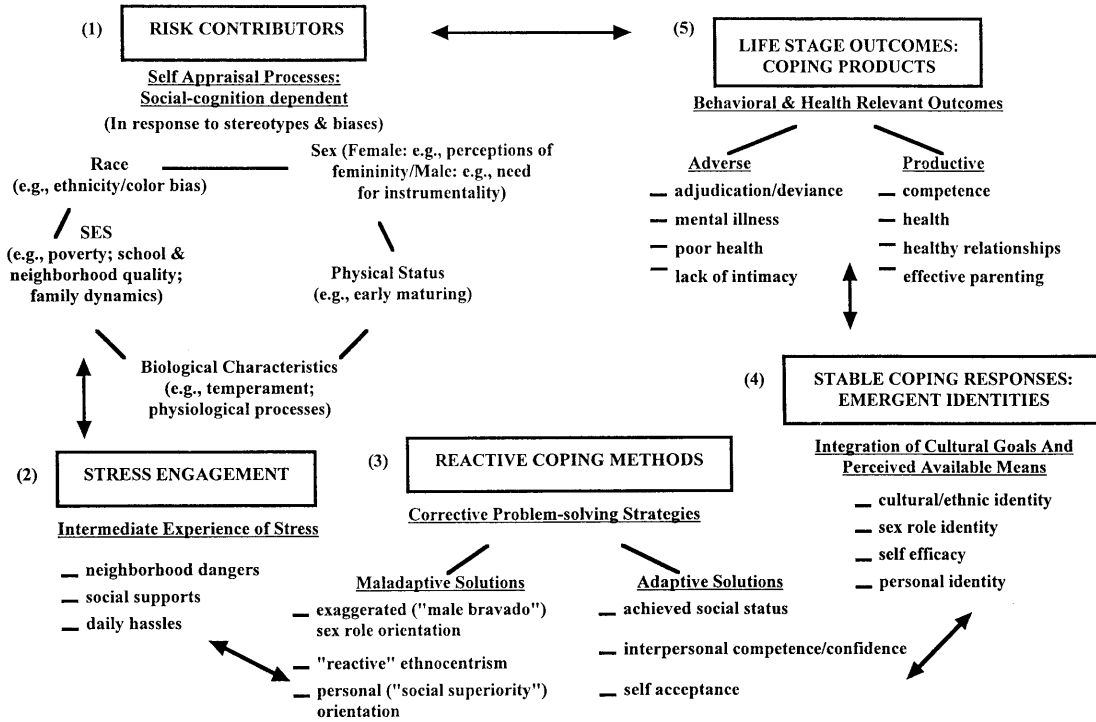 (1)
RISK CONTRIBUTORS
Self Appraisal Processes:
Social-cognition dependent
(In response to stereotypes & biases)
Race
(e.g., ethnicity/color bias)
Sex (Female: e.g., perceptions of
femininity/Male: e.g., need
for instrumentality)
SES
(e.g., poverty; school &
neighborhood quality;
family dynamics)
Physical Status
(e.g., early maturing)
Biological Characteristics
(e.g., temperament;
physiological processes)
(2)
STRESS ENGAGEMENT
Intermediate Experience of Stress
neighborhood dangers
social supports
daily hassles
(3)
REACTIVE COPING METHODS
Corrective Problem-solving Strategies
Maladaptive Solutions
exaggerated ("male bravado")
sex role orientation
"reactive" ethnocentrism
personal ("social superiority")
orientation
Adaptive Solutions
achieved social status
interpersonal competence/confidence
self acceptance
(4)
STABLE COPING RESPONSES:
EMERGENT IDENTITIES
Integration of Cultural Goals And
Perceived Available Means
cultural/ethnic identity
sex role identity
self efficacy
personal identity
(5)
LIFE STAGE OUTCOMES:
COPING PRODUCTS
Behavioral & Health Relevant Outcomes
Adverse
adjudication/deviance
mental illness
poor health
lack of intimacy
Productive
competence
health
healthy relationships
effective parenting